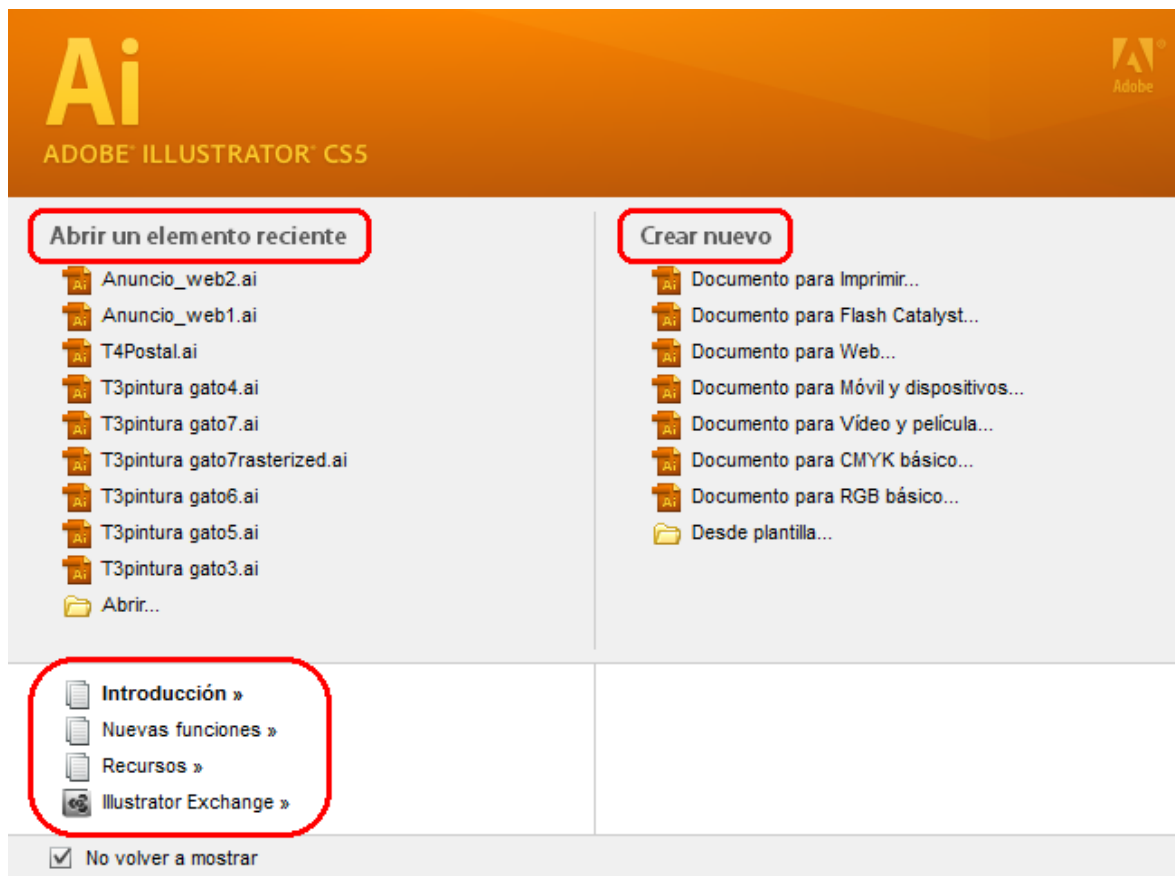 Ai
Adobe
ADOBE® ILLUSTRATOR® CS5
Abrir un elemento reciente
Anuncio_web2.ai
Anuncio_web1.ai
T4Postal.ai
T3pintura gato4.ai
T3pintura gato7.ai
T3pintura gato7rasterized.ai
T3pintura gato6.ai
T3pintura gato5.ai
T3pintura gato3.ai
Abrir...
Crear nuevo
Documento para Imprimir...
Documento para Flash Catalyst...
Documento para Web...
Documento para Móvil y dispositivos...
Documento para Vídeo y película...
Documento para CMYK básico...
Documento para RGB básico...
Desde plantilla...
Introducción »
Nuevas funciones »
Recursos »
Illustrator Exchange »
No volver a mostrar